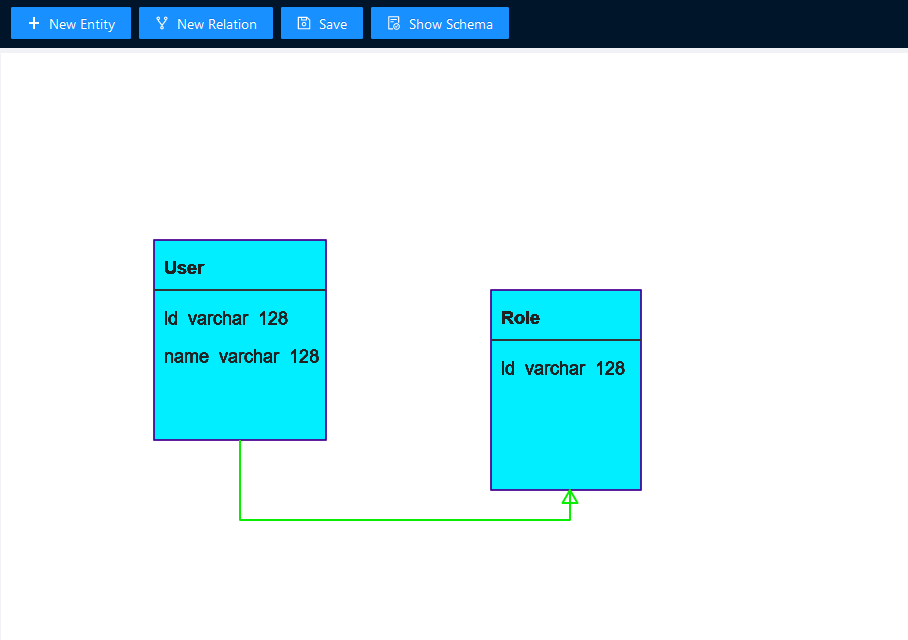 New Entity New Relation Save Show Schema
User
Id varchar 128
name varchar 128
Role
Id varchar 128